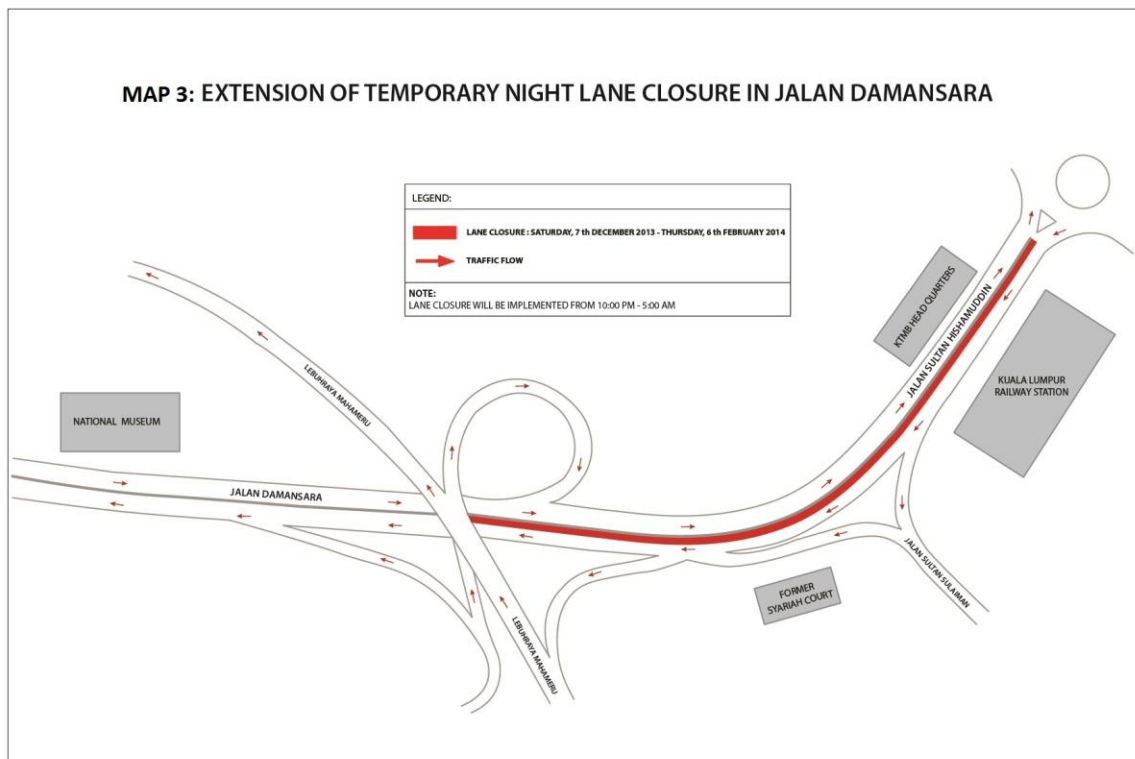 MAP 3: EXTENSION OF TEMPORARY NIGHT LANE CLOSURE IN JALAN DAMANSARA
LEGEND:
LANE CLOSURE : SATURDAY, 7 th DECEMBER 2013 - THURSDAY, 6 th FEBRUARY 2014
TRAFFIC FLOW
NOTE:
LANE CLOSURE WILL BE IMPLEMENTED FROM 10:00 PM - 5:00 AM
KTMB HEAD QUARTERS
JALAN SULTAN HISHAMUDDIN
KUALA LUMPUR
RAILWAY STATION
LEBUHRAYA MAHAMERU
NATIONAL MUSEUM
JALAN DAMANSARA
JALAN SULTAN SULAIMAN
FORMER
SYARIAH COURT
LEBUHRAYA MAHAMERU